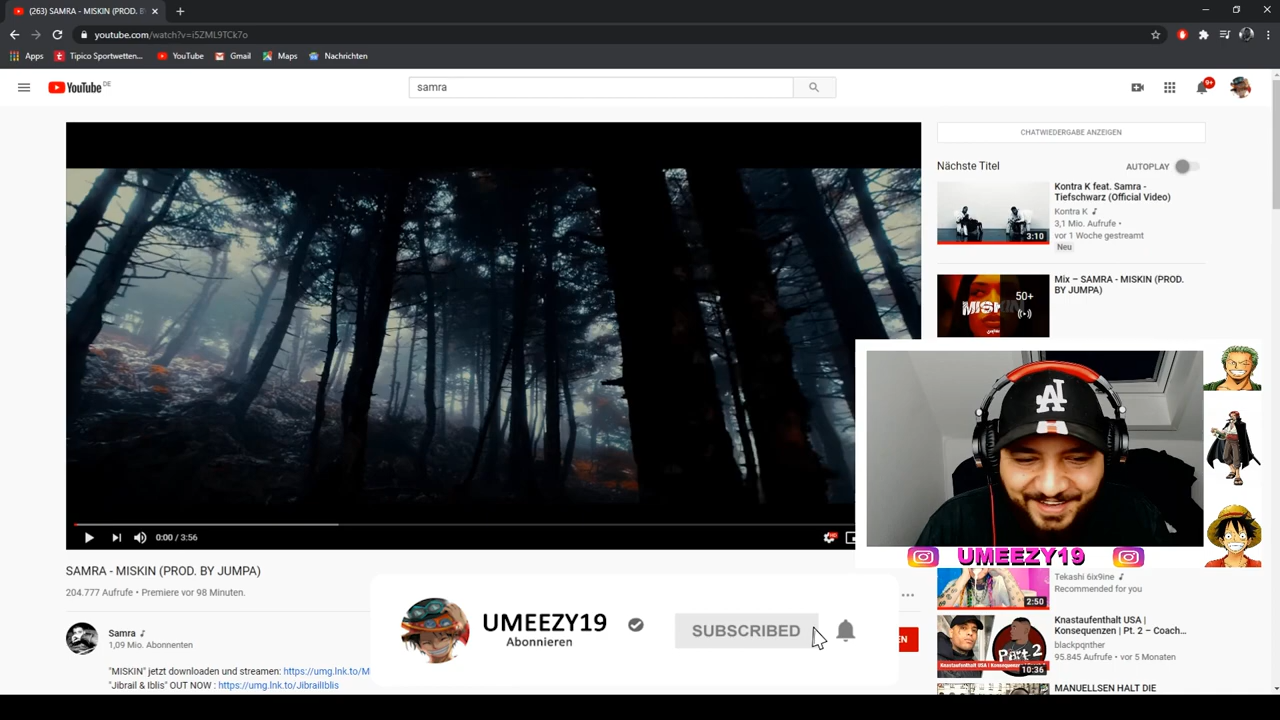 (263) SAMRA - MISKIN (PROD. B
youtube.com/watch?v=i5ZML9TCk7o
Apps
Tipico Sportwetten...
YouTube
Gmail
Maps
Nachrichten
YouTube DE
samra
9+
CHATWIEDERGABE ANZEIGEN
Nächste Titel
AUTOPLAY
Kontra K feat. Samra -
Tiefschwarz (Official Video)
Kontra K
3,1 Mio. Aufrufe •
vor 1 Woche gestreamt
Neu
3:10
Mix – SAMRA - MISKIN (PROD.
BY JUMPA)
50+
MISKIN
0:00 / 3:56
UMEEZY19
SAMRA - MISKIN (PROD. BY JUMPA)
204.777 Aufrufe • Premiere vor 98 Minuten.
Samra
1,09 Mio. Abonnenten
"MISKIN" jetzt downloaden und streamen: https://umg.lnk.to/M
"Jibrail & Iblis" OUT NOW : https://umg.lnk.to/JibrailIblis
UMEEZY19
Abonnieren
SUBSCRIBED
EN
Tekashi 6ix9ine
Recommended for you
2:50
Knastaufenthalt USA |
Konsequenzen | Pt. 2 – Coach...
blackpqnther
95.845 Aufrufe • vor 5 Monaten
Part 2
10:36
MANUELLSEN HALT DIE